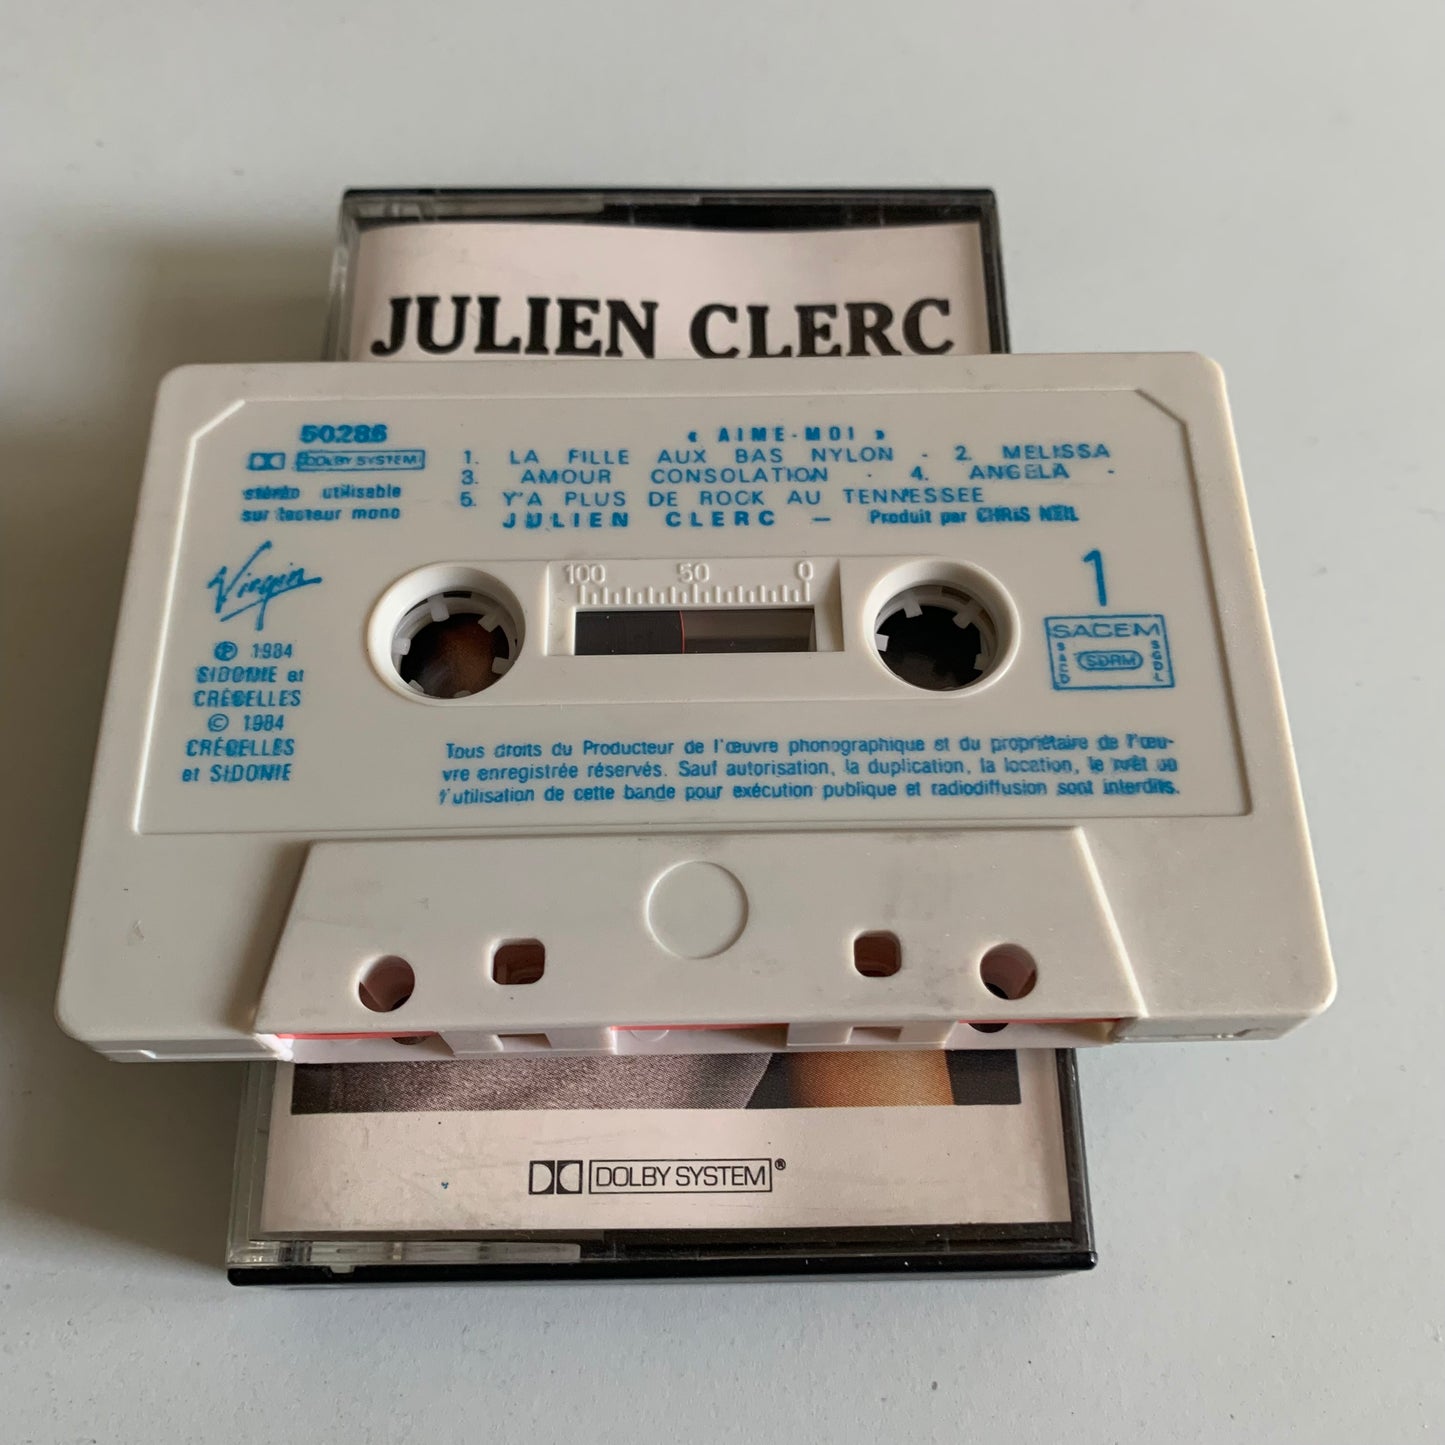 JULIEN CLERC
50286
DOLBY SYSTEM
stéréo utilisable
sur lecteur mono
« AIME-MOI »
1. LA FILLE AUX BAS NYLON - 2. MELISSA
3. AMOUR CONSOLATION - 4. ANGELA -
5. Y'A PLUS DE ROCK AU TENNESSEE
JULIEN CLERC — Produit par CHRIS NEIL
Virgin
100 50 0
1
SACEM
SACD SDRM SGDL
℗ 1984
SIDONIE et
CRÉCELLES
© 1984
CRÉCELLES
et SIDONIE
Tous droits du Producteur de l'œuvre phonographique et du propriétaire de l'œu-
vre enregistrée réservés. Sauf autorisation, la duplication, la location, le prêt ou
l'utilisation de cette bande pour exécution publique et radiodiffusion sont interdits.
DOLBY SYSTEM®